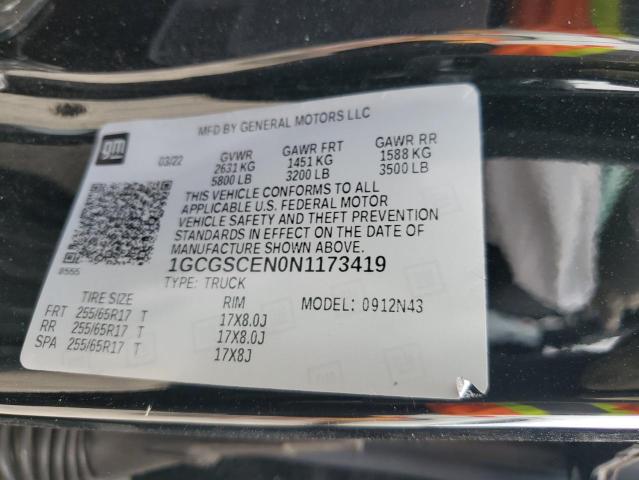 MFD BY GENERAL MOTORS LLC
gm
03/22 GVWR GAWR FRT GAWR RR
2631 KG 1451 KG 1588 KG
5800 LB 3200 LB 3500 LB
THIS VEHICLE CONFORMS TO ALL
APPLICABLE U.S. FEDERAL MOTOR
VEHICLE SAFETY AND THEFT PREVENTION
STANDARDS IN EFFECT ON THE DATE OF
MANUFACTURE SHOWN ABOVE.
8555
1GCGSCEN0N1173419
TYPE: TRUCK
TIRE SIZE RIM MODEL: 0912N43
FRT 255/65R17 T 17X8.0J
RR 255/65R17 T 17X8.0J
SPA 255/65R17 T 17X8J